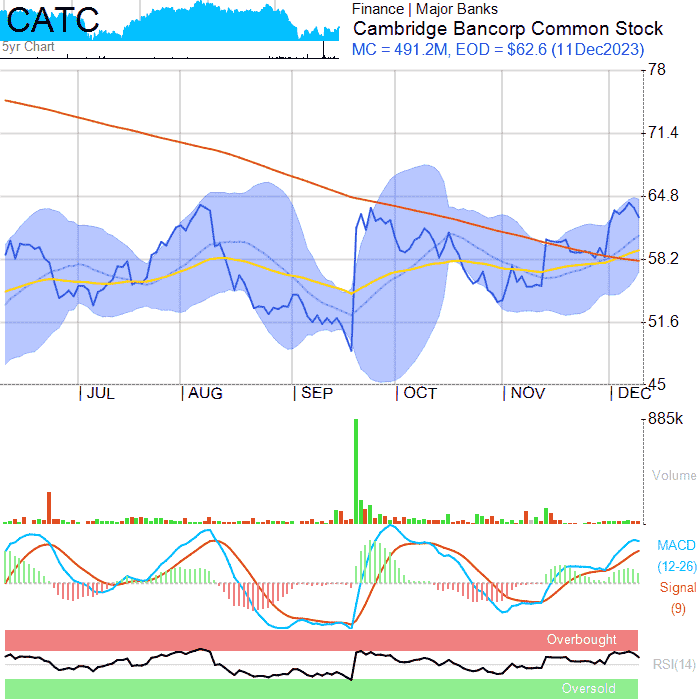 CATC
Finance | Major Banks
Cambridge Bancorp Common Stock
5yr Chart
MC = 491.2M, EOD = $62.6 (11Dec2023)
78
71.4
64.8
58.2
51.6
45
JUL AUG SEP OCT NOV DEC
885k
Volume
MACD
(12-26)
Signal
(9)
Overbought
RSI(14)
Oversold